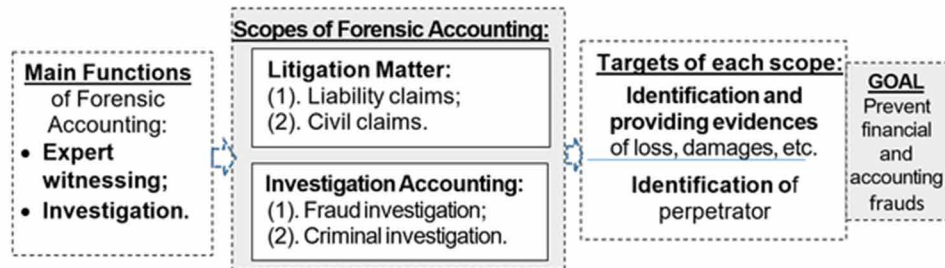 Main Functions
of Forensic
Accounting:
• Expert
witnessing;
• Investigation.
Scopes of Forensic Accounting:
Litigation Matter:
(1). Liability claims;
(2). Civil claims.
Investigation Accounting:
(1). Fraud investigation;
(2). Criminal investigation.
Targets of each scope:
Identification and
providing evidences
of loss, damages, etc.
Identification of
perpetrator
GOAL
Prevent
financial
and
accounting
frauds